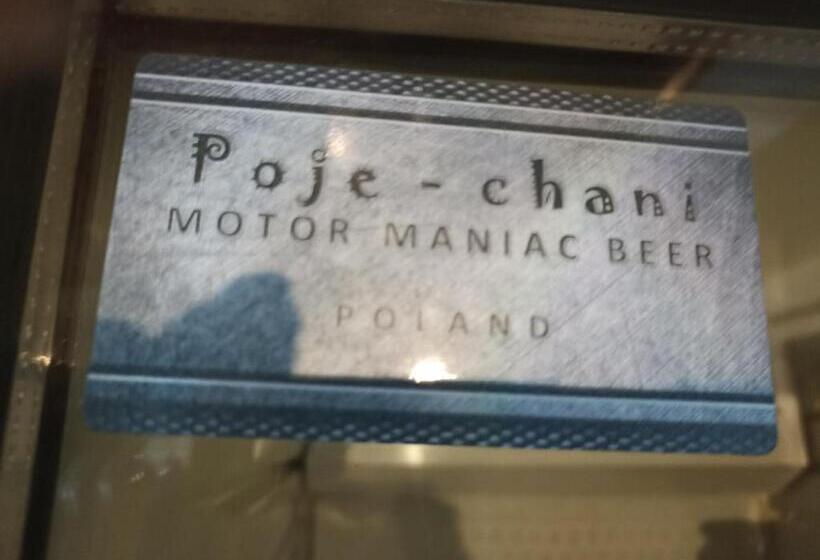 Poje - chani
MOTOR MANIAC BEER
POLAND